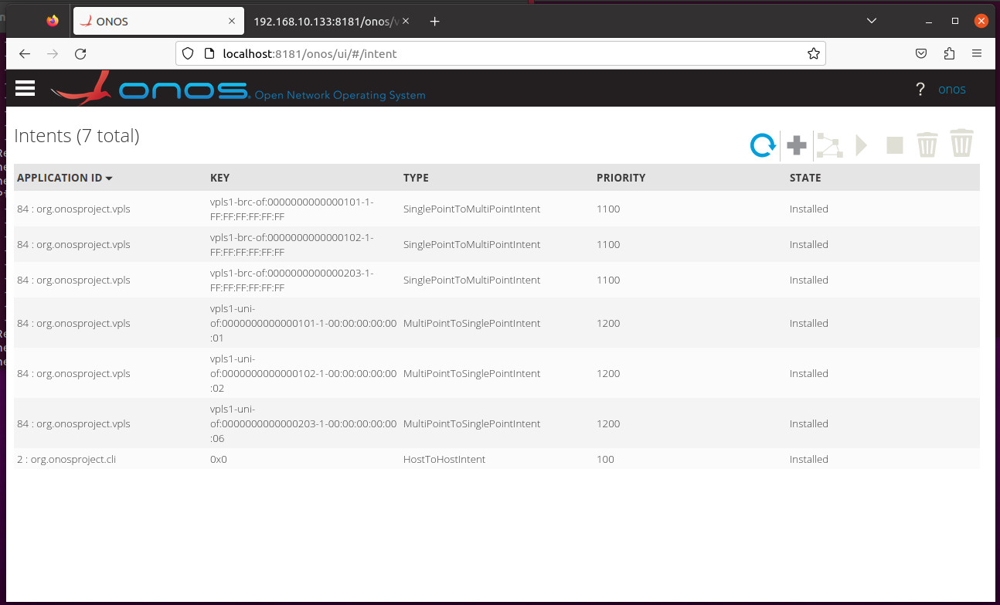 ONOS
192.168.10.133:8181/onos/
localhost:8181/onos/ui/#/intent
onos Open Network Operating System
? onos
Intents (7 total)
APPLICATION ID KEY TYPE PRIORITY STATE
84 : org.onosproject.vpls vpls1-brc-of:0000000000000101-1- SinglePointToMultiPointIntent 1100 Installed
FF:FF:FF:FF:FF:FF
84 : org.onosproject.vpls vpls1-brc-of:0000000000000102-1- SinglePointToMultiPointIntent 1100 Installed
FF:FF:FF:FF:FF:FF
84 : org.onosproject.vpls vpls1-brc-of:0000000000000203-1- SinglePointToMultiPointIntent 1100 Installed
FF:FF:FF:FF:FF:FF
vpls1-uni-
84 : org.onosproject.vpls of:0000000000000101-1-00:00:00:00:00 MultiPointToSinglePointIntent 1200 Installed
:01
vpls1-uni-
84 : org.onosproject.vpls of:0000000000000102-1-00:00:00:00:00 MultiPointToSinglePointIntent 1200 Installed
:02
vpls1-uni-
84 : org.onosproject.vpls of:0000000000000203-1-00:00:00:00:00 MultiPointToSinglePointIntent 1200 Installed
:06
2 : org.onosproject.cli 0x0 HostToHostIntent 100 Installed